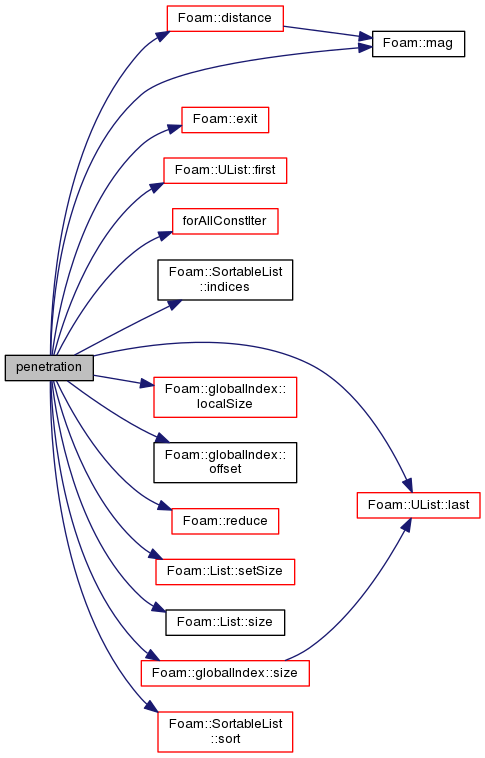 Foam::distance
Foam::mag
Foam::exit
Foam::UList::first
forAllConstIter
Foam::SortableList
::indices
penetration
Foam::globalIndex::
localSize
Foam::globalIndex::
offset
Foam::UList::last
Foam::reduce
Foam::List::setSize
Foam::List::size
Foam::globalIndex::size
Foam::SortableList
::sort